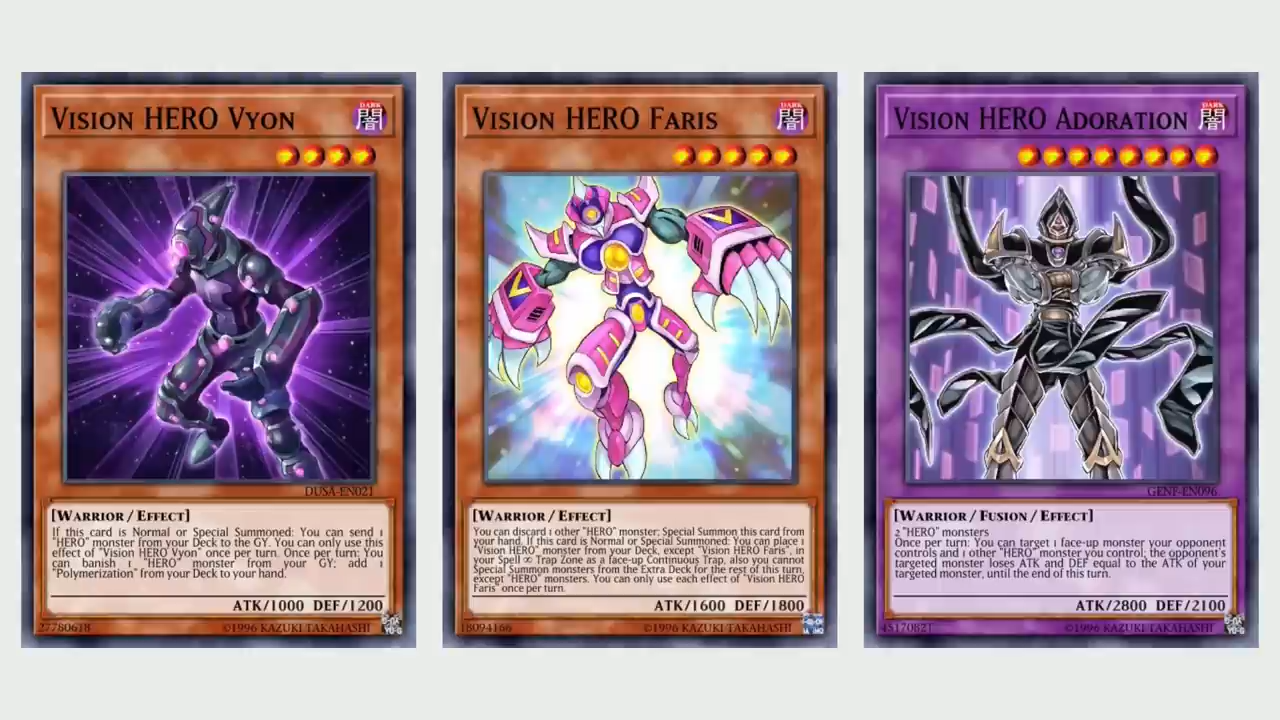 VISION HERO VYON
DARK
闇
DUSA-EN021
[WARRIOR / EFFECT]
If this card is Normal or Special Summoned: You can send 1
"HERO" monster from your Deck to the GY. You can only use this
effect of "Vision HERO Vyon" once per turn. Once per turn: You
can banish 1 "HERO" monster from your GY; add 1
"Polymerization" from your Deck to your hand.
ATK/1000 DEF/1200
27780618
©1996 KAZUKI TAKAHASHI
VISION HERO FARIS
DARK
闇
[WARRIOR / EFFECT]
You can discard 1 other "HERO" monster; Special Summon this card from
your hand. If this card is Normal or Special Summoned: You can place 1
"Vision HERO" monster from your Deck, except "Vision HERO Faris", in
your Spell & Trap Zone as a face-up Continuous Trap, also you cannot
Special Summon monsters from the Extra Deck for the rest of this turn,
except "HERO" monsters. You can only use each effect of "Vision HERO
Faris" once per turn.
ATK/1600 DEF/1800
18094166
©1996 KAZUKI TAKAHASHI
VISION HERO ADORATION
DARK
闇
GENF-EN096
[WARRIOR / FUSION / EFFECT]
2 "HERO" monsters
Once per turn: You can target 1 face-up monster your opponent
controls and 1 other "HERO" monster you control; the opponent's
targeted monster loses ATK and DEF equal to the ATK of
your targeted monster, until the end of this turn.
ATK/2800 DEF/2100
45170821
©1996 KAZUKI TAKAHASHI